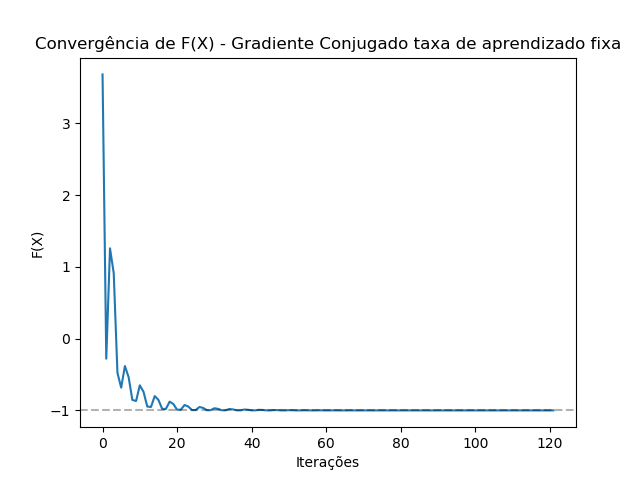 Convergência de F(X) - Gradiente Conjugado taxa de aprendizado fixa
3
2
1
0
−1
F(X)
0 20 40 60 80 100 120
Iterações